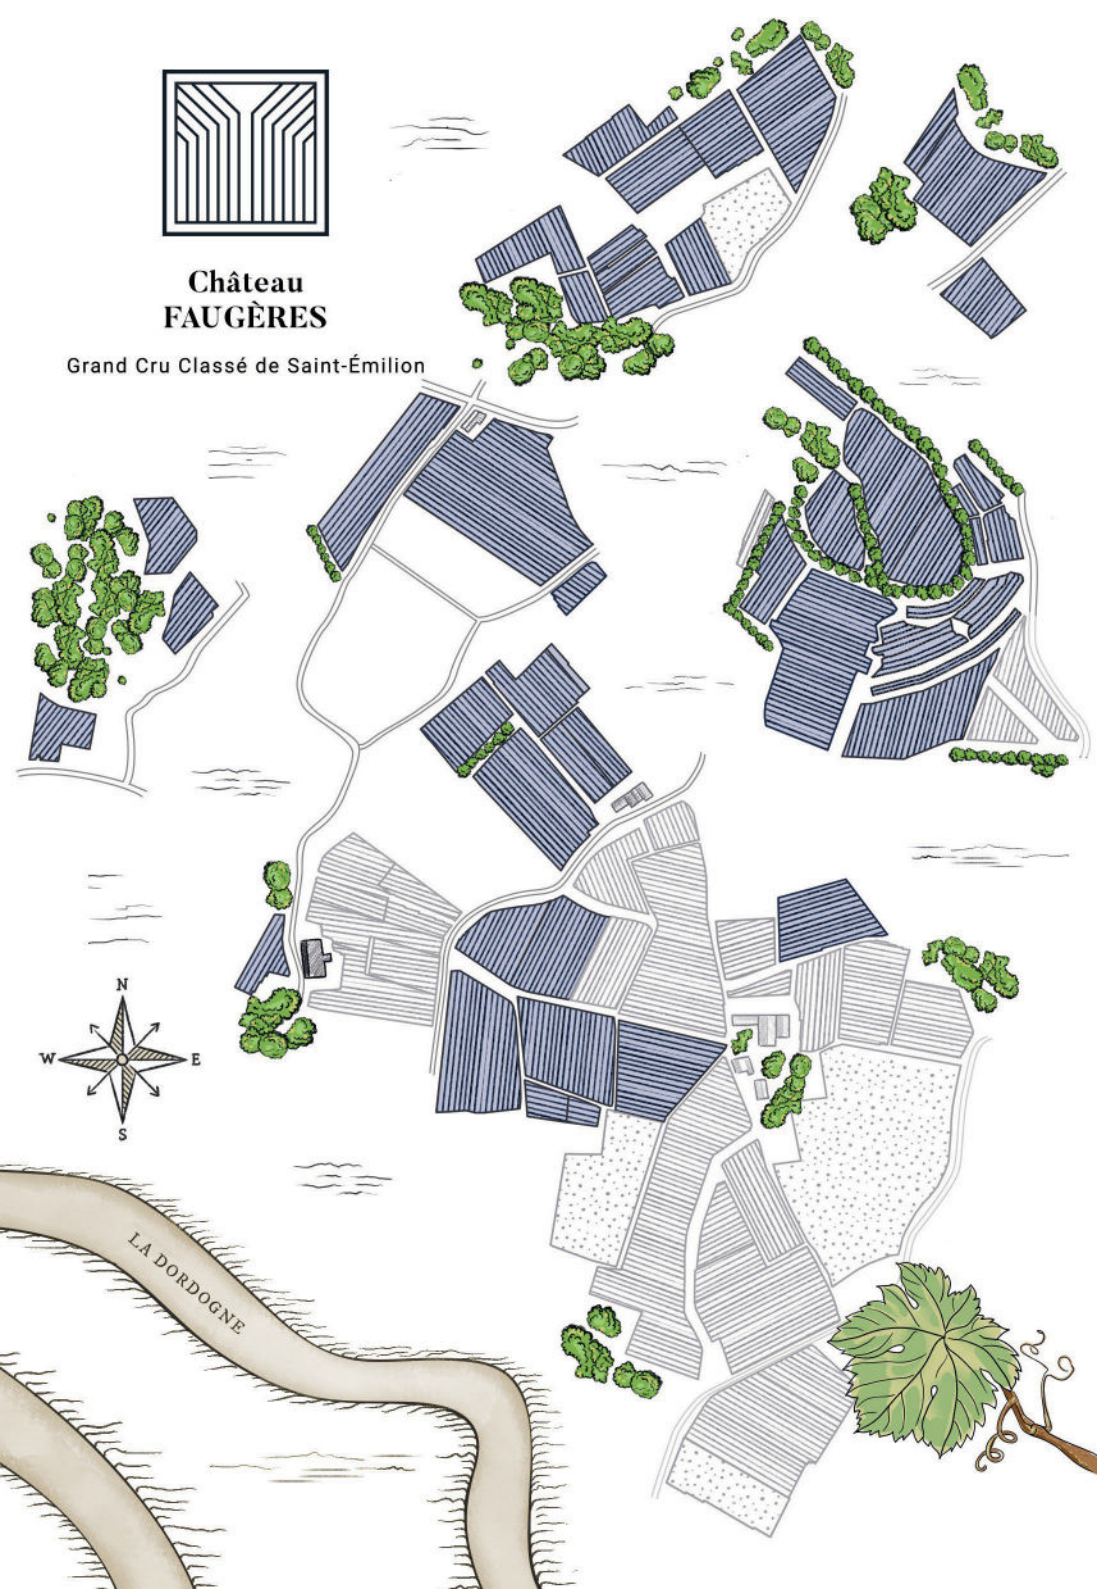 Château
FAUGÈRES
Grand Cru Classé de Saint-Émilion
N
W
E
S
LA DORDOGNE